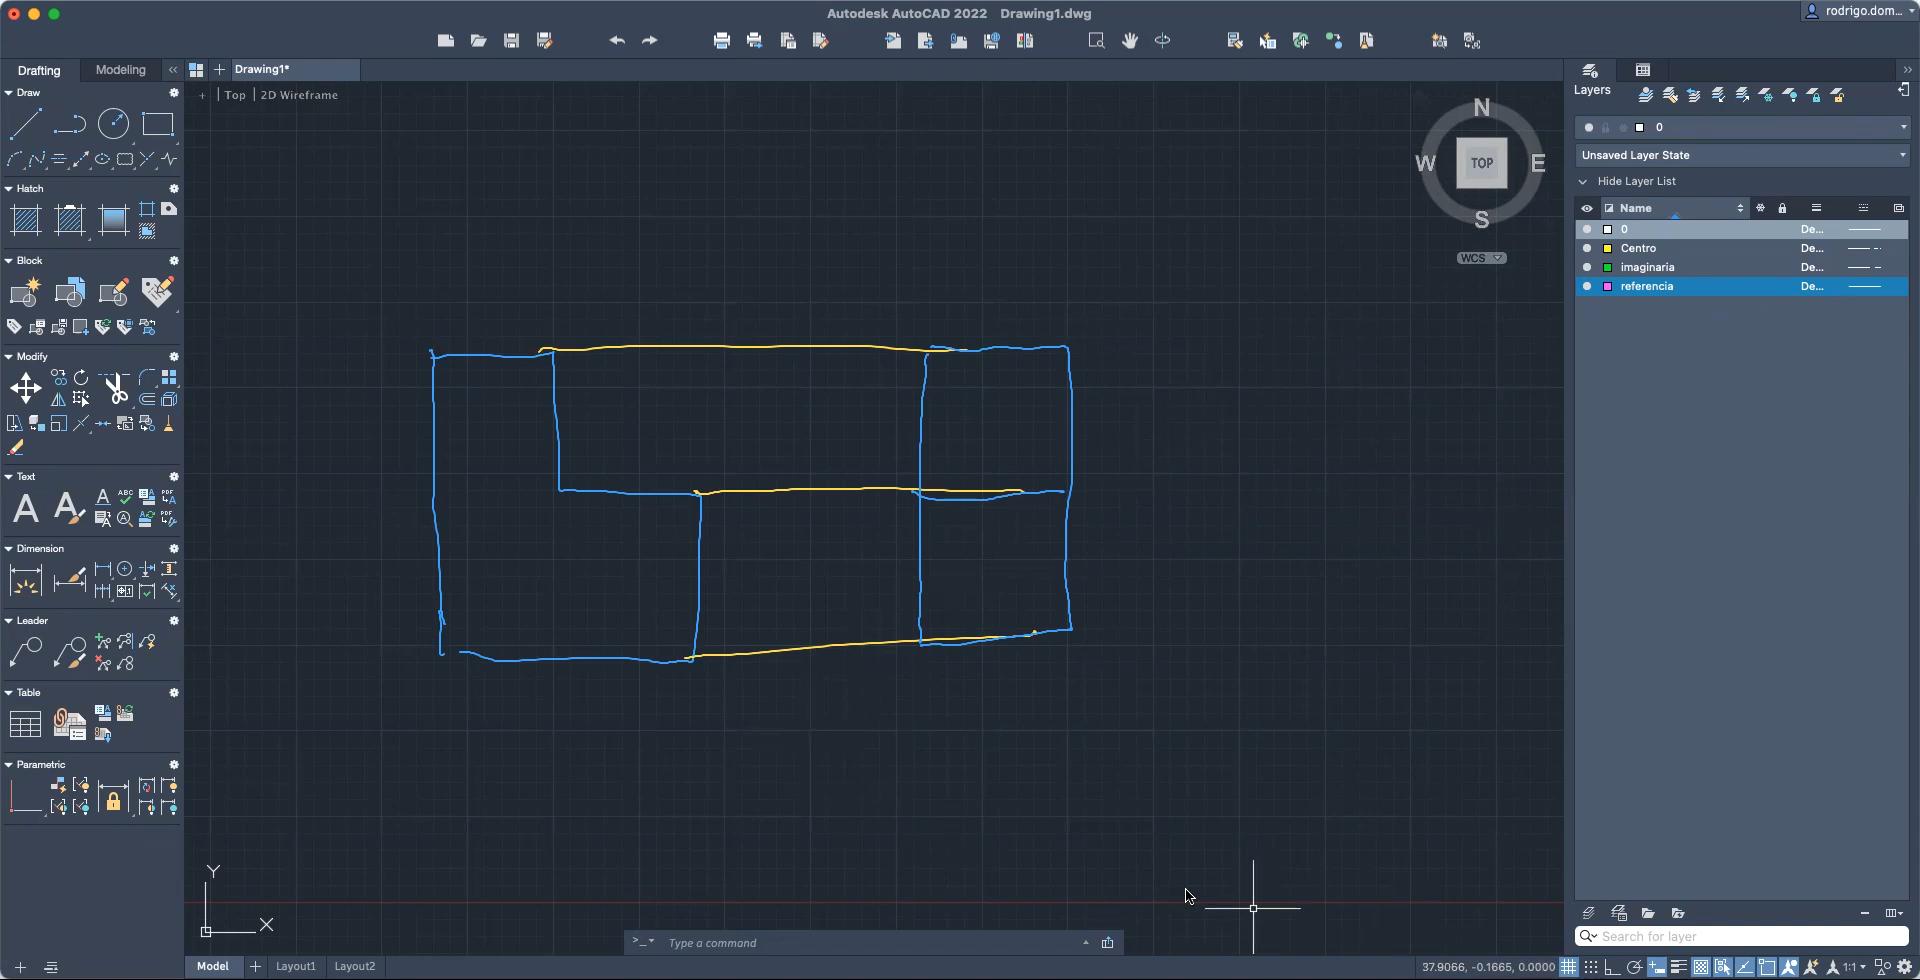 Autodesk AutoCAD 2022 Drawing1.dwg
rodrigo.dom...
Drafting
Modeling
Drawing1*
Top
2D Wireframe
Draw
Hatch
Block
Modify
Text
A
A
A
ABC
PDF
A
A
PDF
Dimension
Leader
Table
Parametric
N
W
TOP
E
S
WCS
Layers
0
Unsaved Layer State
Hide Layer List
Name
0 De...
Centro De...
imaginaria De...
referencia De...
Search for layer
Y
X
>_ Type a command
Model
Layout1
Layout2
37.9066, -0.1665, 0.0000
1:1